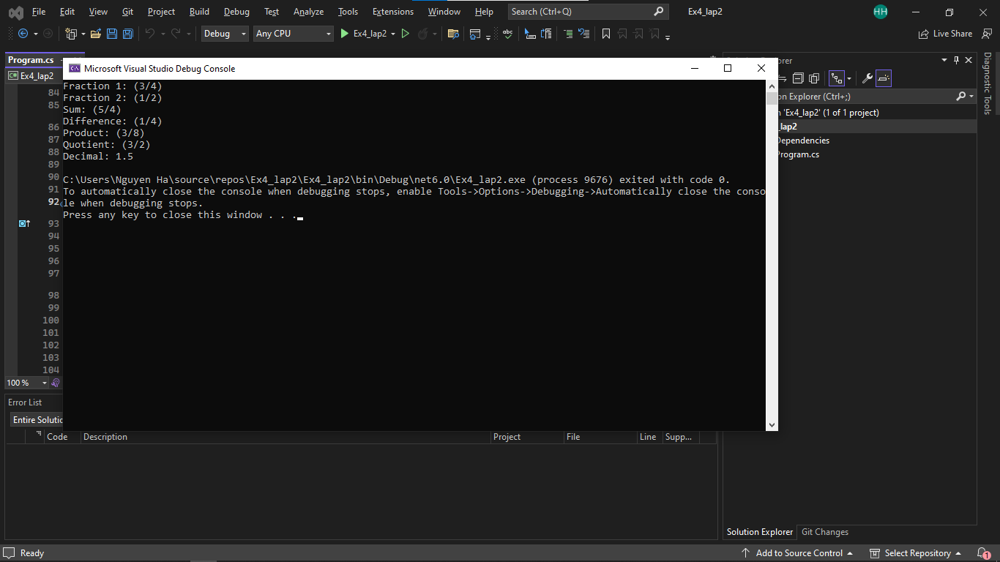 File Edit View Git Project Build Debug Test Analyze Tools Extensions Window Help Search (Ctrl+Q) Ex4_lap2 HH
Debug Any CPU Ex4_lap2 Live Share
Program.cs
Microsoft Visual Studio Debug Console
Ex4_lap2
Fraction 1: (3/4)
Fraction 2: (1/2)
Sum: (5/4)
Difference: (1/4)
Product: (3/8)
Quotient: (3/2)
Decimal: 1.5
C:\Users\Nguyen Ha\source\repos\Ex4_lap2\Ex4_lap2\bin\Debug\net6.0\Ex4_lap2.exe (process 9676) exited with code 0.
To automatically close the console when debugging stops, enable Tools->Options->Debugging->Automatically close the conso
le when debugging stops.
Press any key to close this window . . .
84
85
86
87
88
89
90
91
92
93
94
95
96
97
98
99
100
101
102
103
104
100 %
orer
on Explorer (Ctrl+;)
'Ex4_lap2' (1 of 1 project)
_lap2
Dependencies
Program.cs
Diagnostic Tools
Error List
Entire Solutio
Code Description Project File Line Supp...
Solution Explorer Git Changes
Ready Add to Source Control Select Repository 1